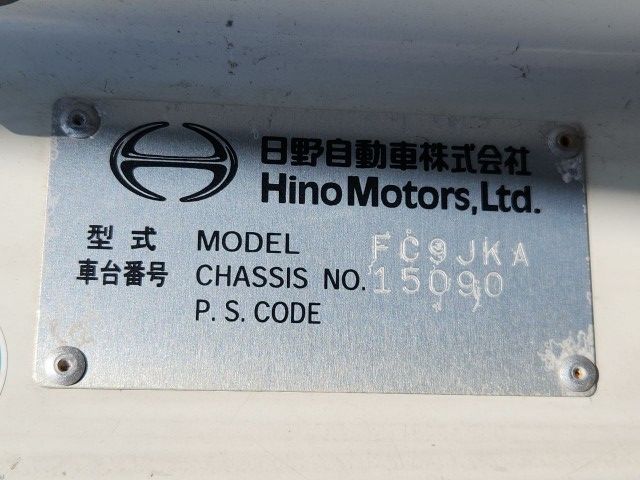 日野自動車株式会社
Hino Motors, Ltd.
型式 MODEL FC9JKA
車台番号 CHASSIS NO. 15090
P. S. CODE